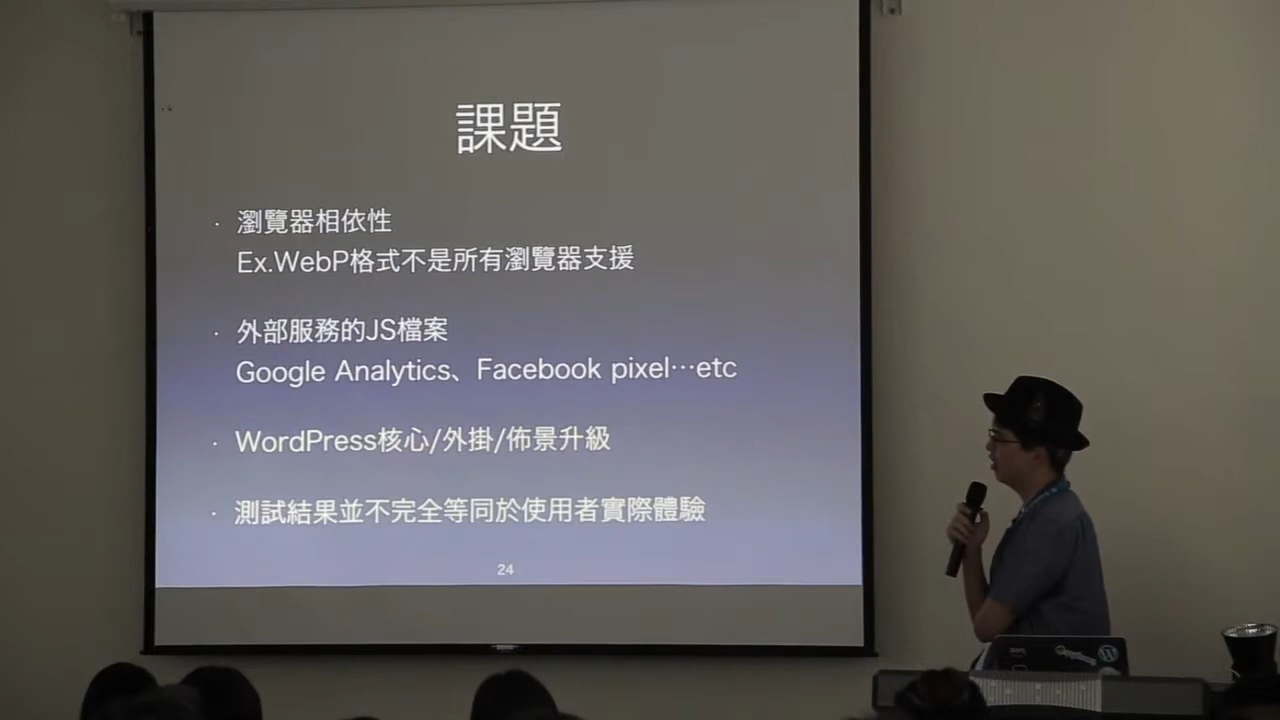 課題
· 瀏覽器相依性
Ex.WebP格式不是所有瀏覽器支援
· 外部服務的JS檔案
Google Analytics、Facebook pixel…etc
· WordPress核心/外掛/佈景升級
· 測試結果並不完全等同於使用者實際體驗
24